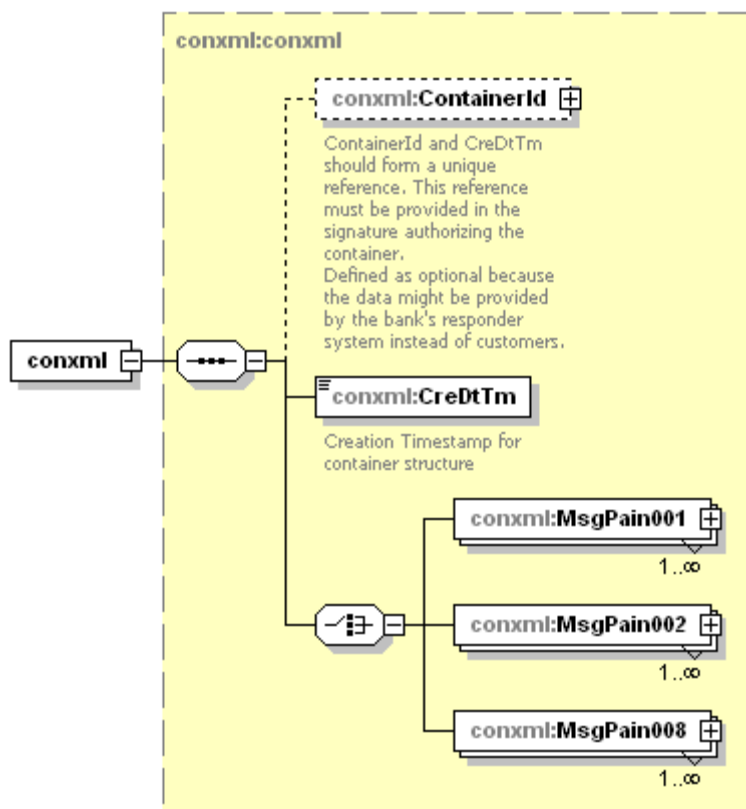 conxml:conxml
conxml:ContainerId
ContainerId and CreDtTm
should form a unique
reference. This reference
must be provided in the
signature authorizing the
container.
Defined as optional because
the data might be provided
by the bank's responder
system instead of customers.
conxml
conxml:CreDtTm
Creation Timestamp for
container structure
conxml:MsgPain001
1..∞
conxml:MsgPain002
1..∞
conxml:MsgPain008
1..∞